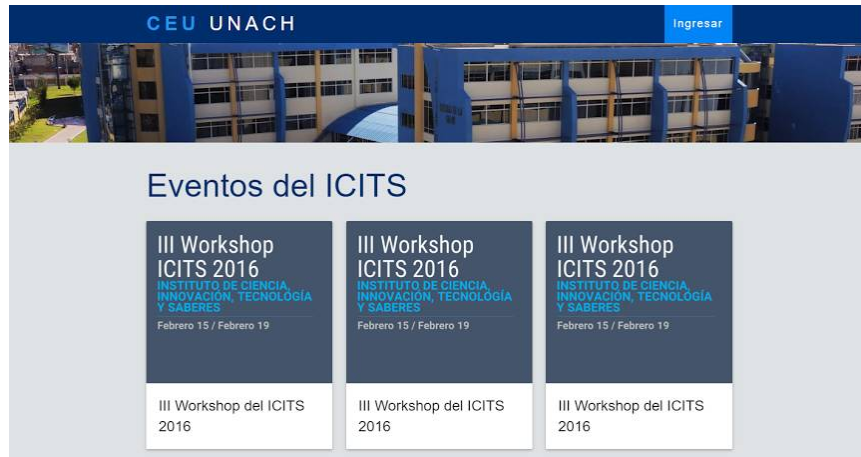 CEU UNACH
Ingresar
Eventos del ICITS
III Workshop
ICITS 2016
INSTITUTO DE CIENCIA,
INNOVACIÓN, TECNOLOGÍA
Y SABERES
Febrero 15 / Febrero 19
III Workshop del ICITS
2016
III Workshop
ICITS 2016
INSTITUTO DE CIENCIA,
INNOVACIÓN, TECNOLOGÍA
Y SABERES
Febrero 15 / Febrero 19
III Workshop del ICITS
2016
III Workshop
ICITS 2016
INSTITUTO DE CIENCIA,
INNOVACIÓN, TECNOLOGÍA
Y SABERES
Febrero 15 / Febrero 19
III Workshop del ICITS
2016